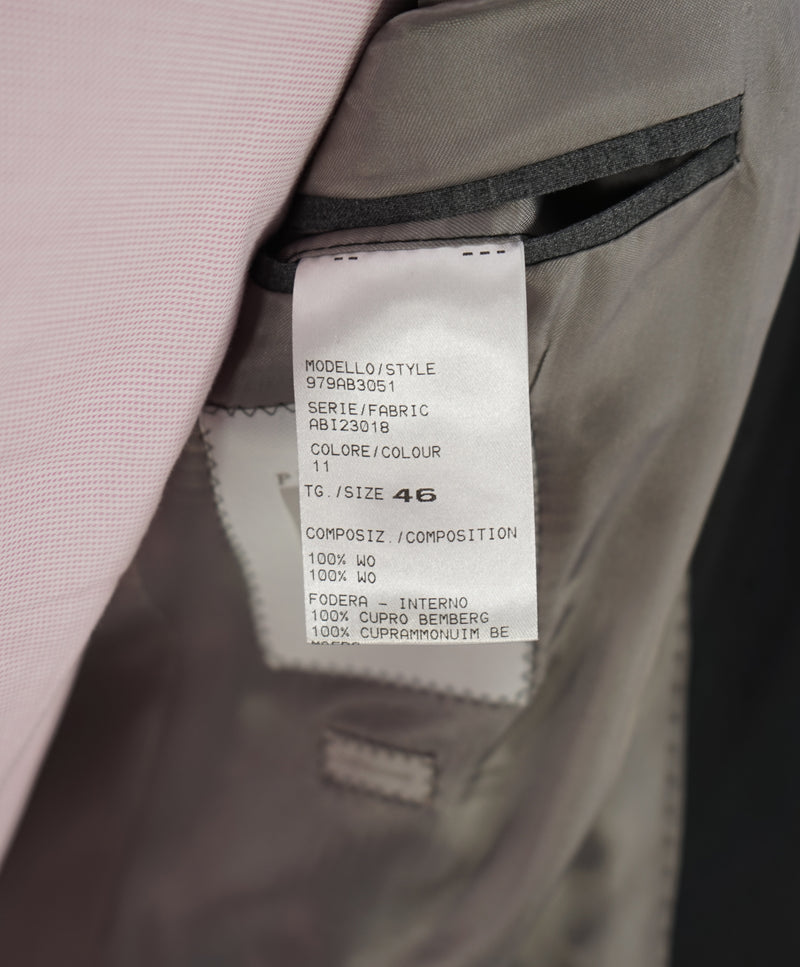 MODELLO/STYLE
979AB3051
SERIE/FABRIC
ABI23018
COLORE/COLOUR
11
TG./SIZE 46
COMPOSIZ./COMPOSITION
100% WO
100% WO
FODERA - INTERNO
100% CUPRO BEMBERG
100% CUPRAMMONUIM BE
P